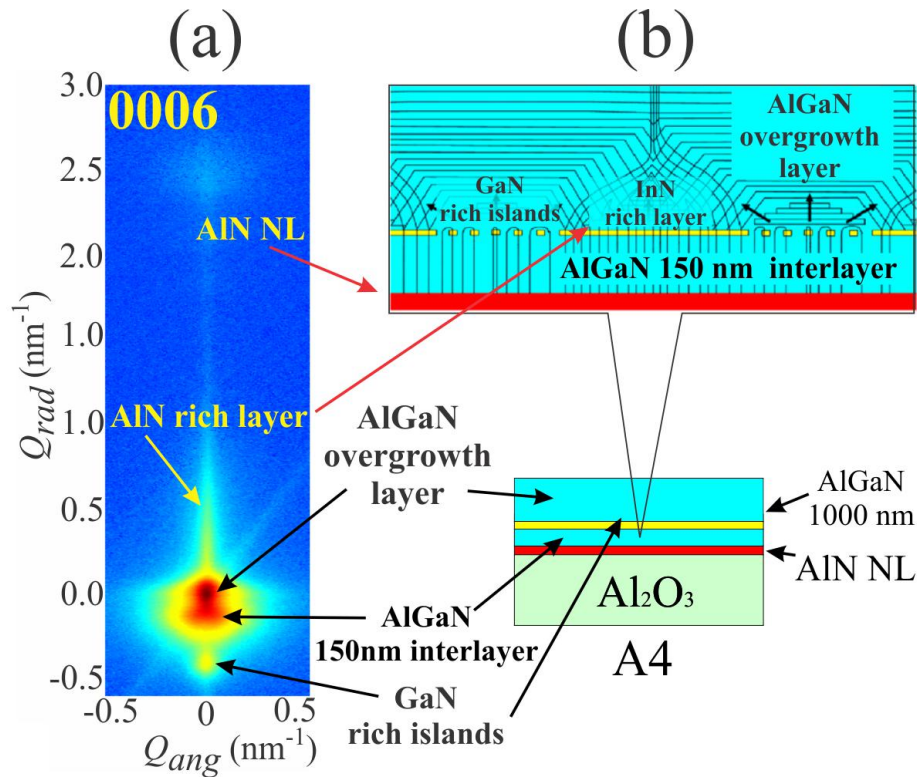 (a)
(b)
3.0
0006
2.5
2.0
1.0
1.0
0.5
0.0
-0.5
-0.5
0
0.5
Qrad (nm⁻¹)
Qang (nm⁻¹)
AlN NL
AlN rich layer
AlGaN
overgrowth
layer
AlGaN
150nm interlayer
GaN
rich islands
GaN
rich islands
InN
rich layer
AlGaN
overgrowth
layer
AlGaN 150 nm interlayer
AlGaN
1000 nm
AlN NL
Al₂O₃
A4